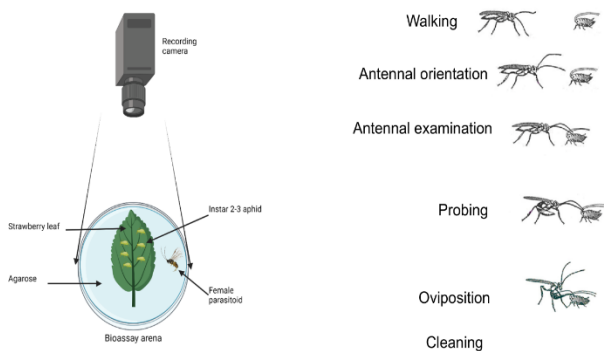 Recording
camera
Strawberry leaf
Instar 2-3 aphid
Agarose
Female
parasitoid
Bioassay arena
Walking
Antennal orientation
Antennal examination
Probing
Oviposition
Cleaning